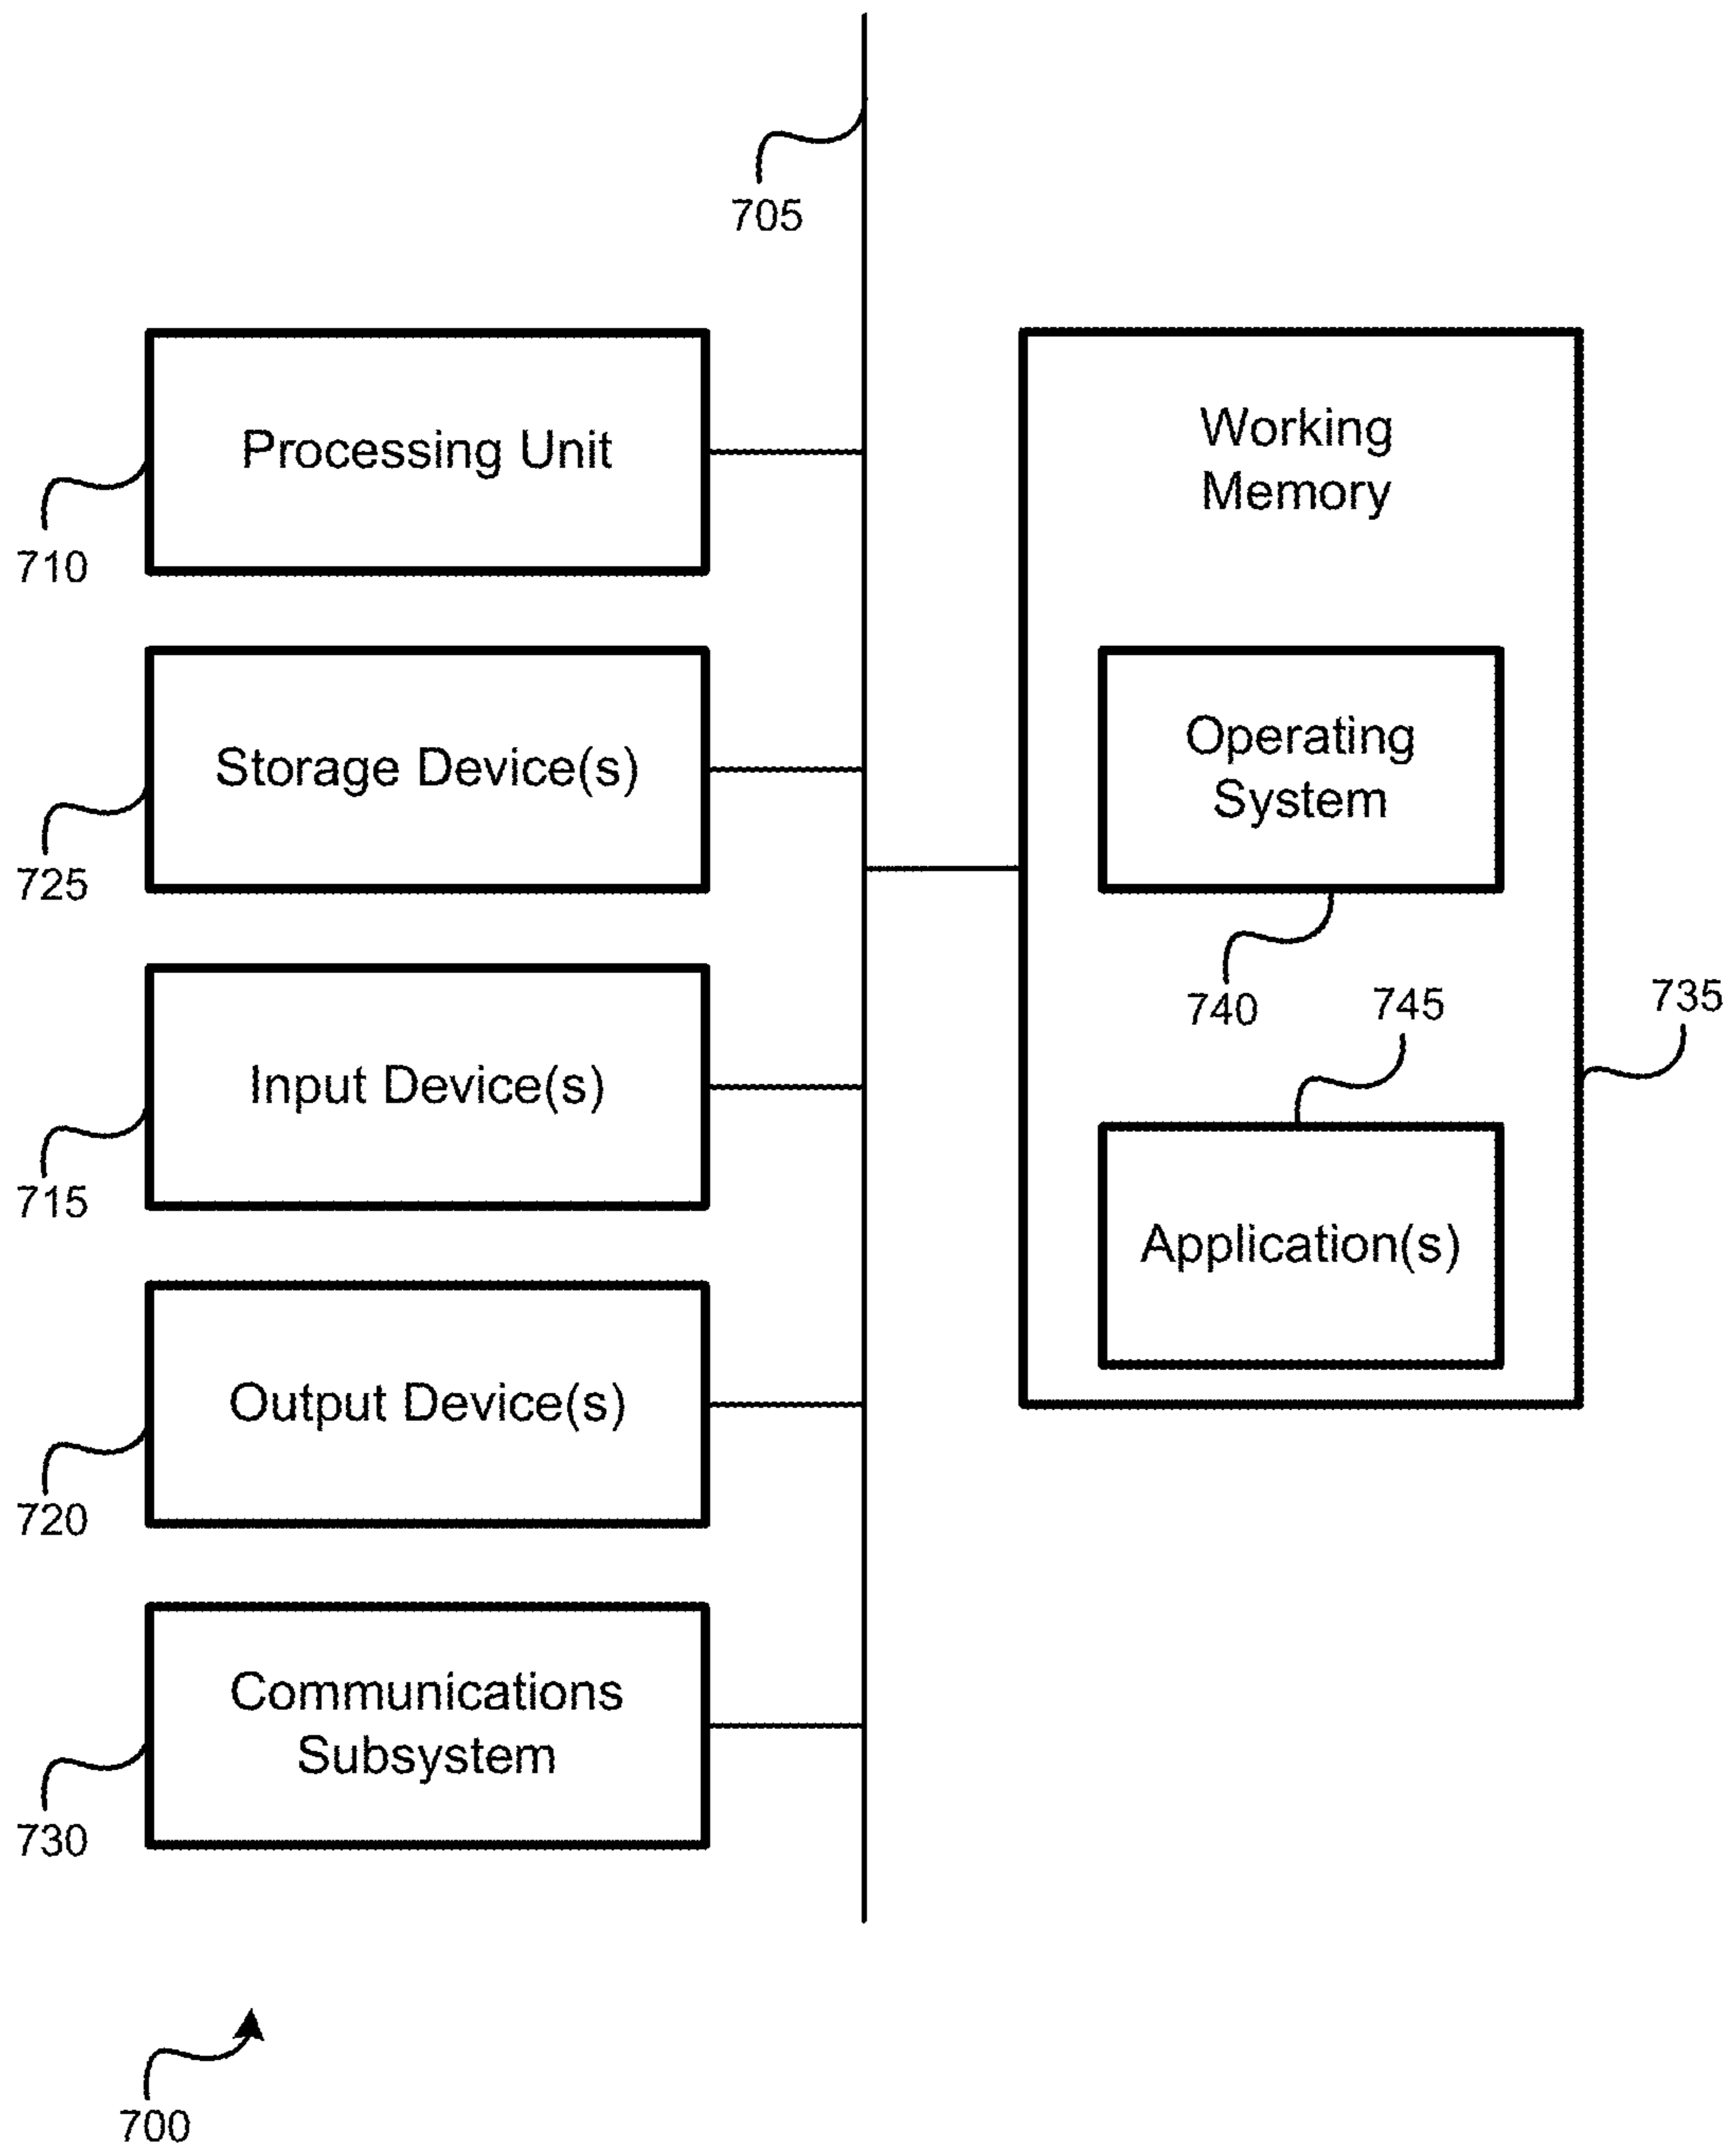 705
Processing Unit
710
Storage Device(s)
725
Input Device(s)
715
Output Device(s)
720
Communications
Subsystem
730
Working
Memory
Operating
System
740
745
735
Application(s)
700